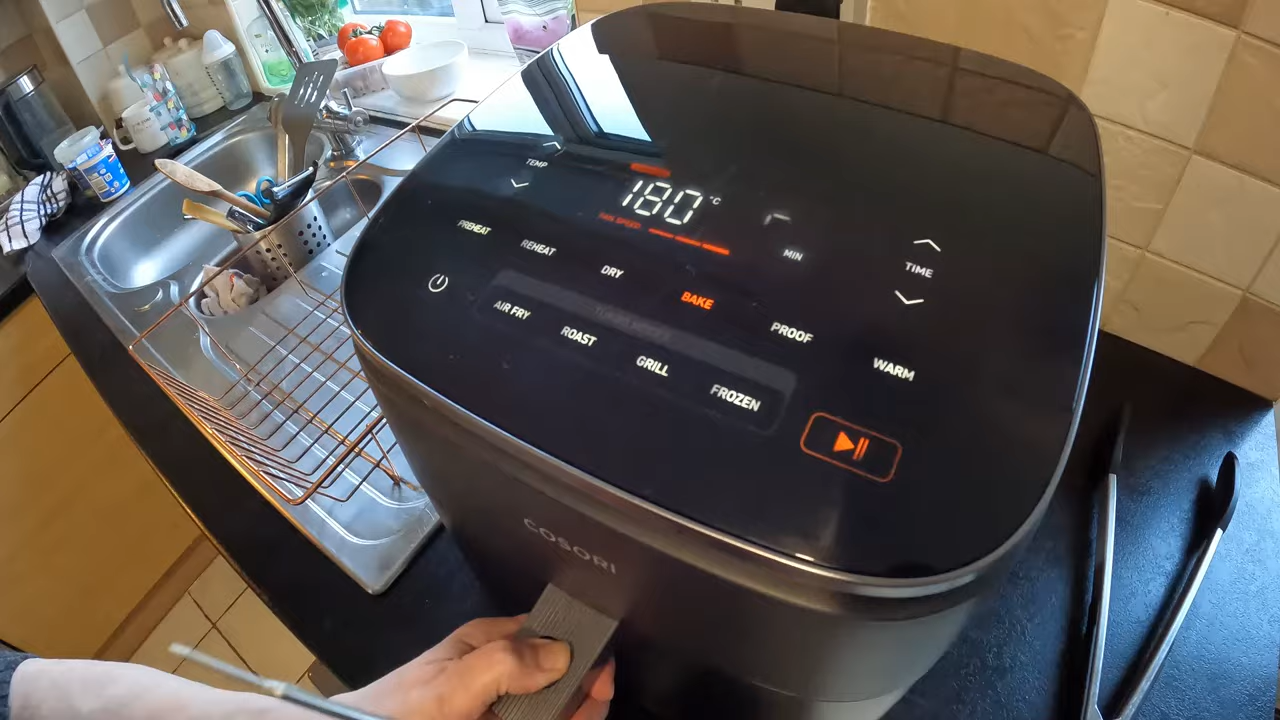 TEMP
180 °C
FAN SPEED
MIN
TIME
PREHEAT
REHEAT
DRY
BAKE
PROOF
WARM
AIR FRY
ROAST
GRILL
FROZEN
COSORI